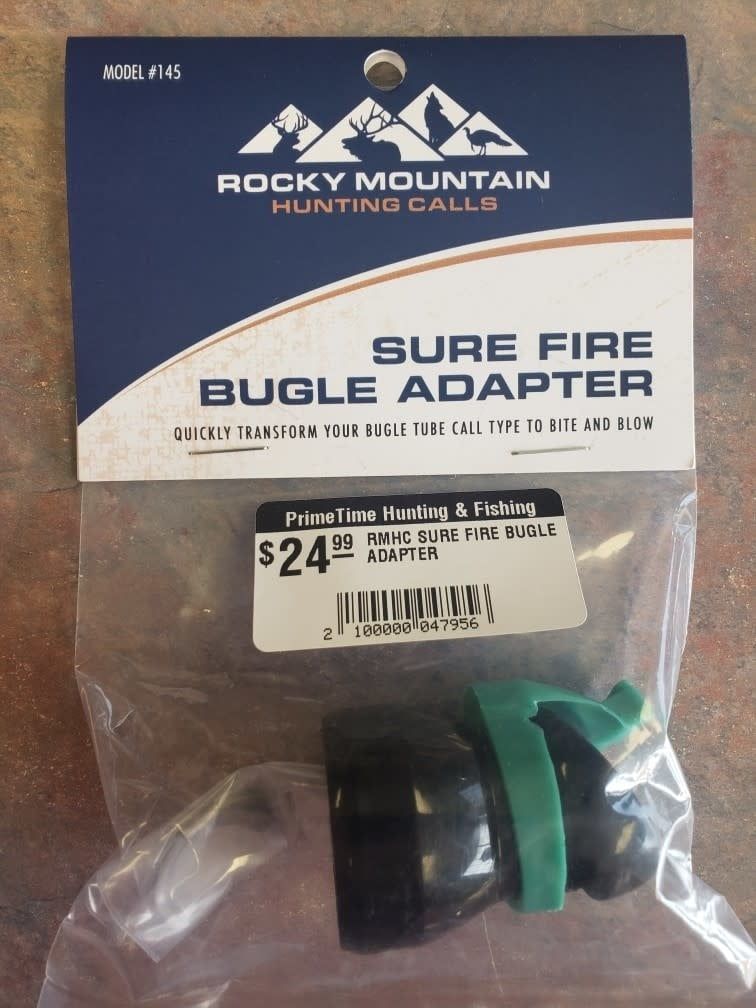 MODEL #145
ROCKY MOUNTAIN
HUNTING CALLS
SURE FIRE
BUGLE ADAPTER
QUICKLY TRANSFORM YOUR BUGLE TUBE CALL TYPE TO BITE AND BLOW
PrimeTime Hunting & Fishing
$24.99 RMHC SURE FIRE BUGLE
ADAPTER
2 100000 047956